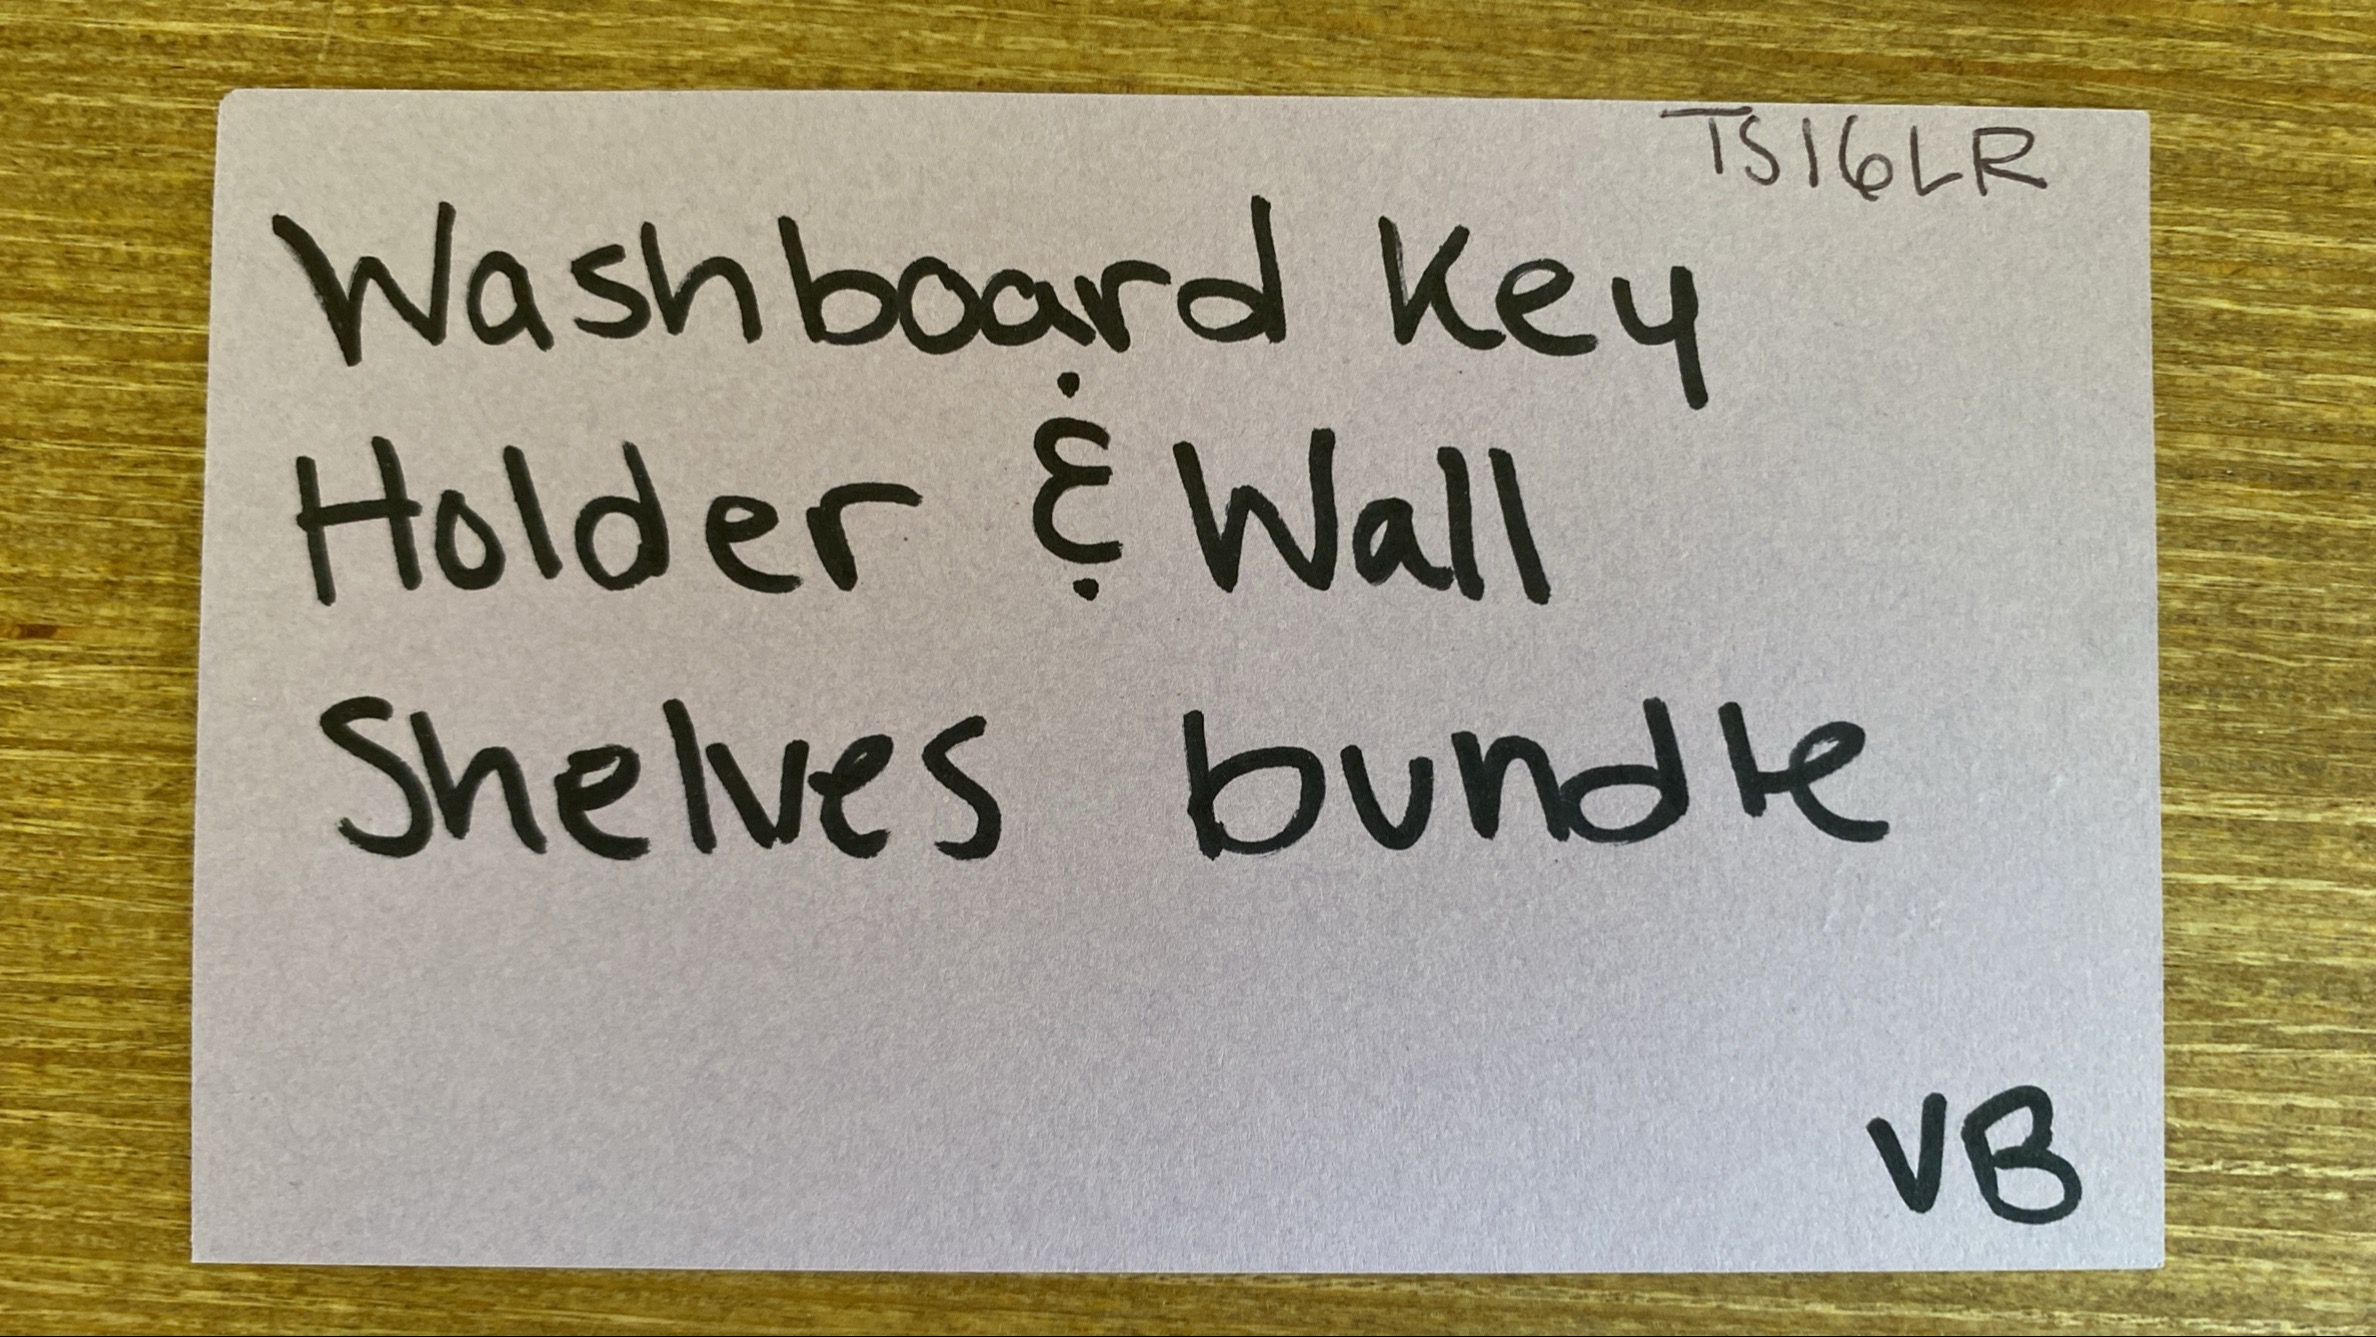 TS16LR
Washboard Key
Holder & Wall
Shelves bundle
VB